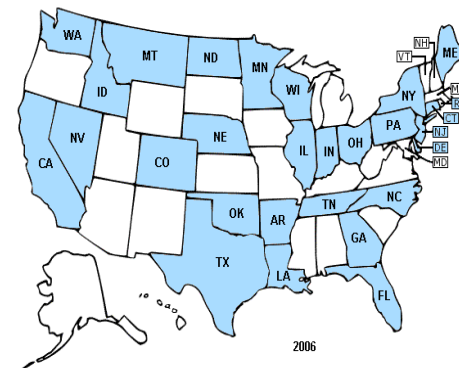 NH
WA
ME
VT
MT
ND
MN
ID
WI
NY
M
R
CT
PA
NJ
NV
NE
IL
IN
OH
DE
CA
CO
MD
NC
TN
OK
AR
GA
TX
LA
FL
2006